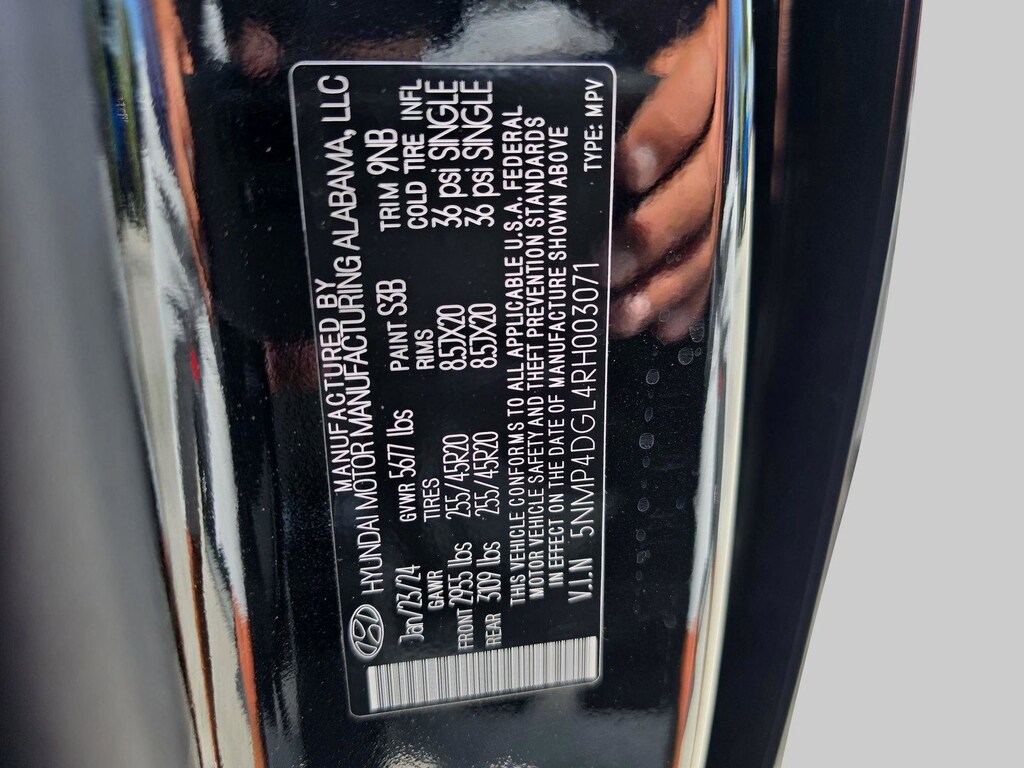 MANUFACTURED BY
HYUNDAI MOTOR MANUFACTURING ALABAMA, LLC
Jan/23/24 GVWR 5677 lbs PAINT S3B TRIM 9NB
GAWR TIRES RIMS COLD TIRE INFL
FRONT 2955 lbs 255/45R20 8.5JX20 36 psi SINGLE
REAR 3109 lbs 255/45R20 8.5JX20 36 psi SINGLE
THIS VEHICLE CONFORMS TO ALL APPLICABLE U.S.A. FEDERAL
MOTOR VEHICLE SAFETY AND THEFT PREVENTION STANDARDS
IN EFFECT ON THE DATE OF MANUFACTURE SHOWN ABOVE
V.I.N 5NMP4DGL4RH003071 TYPE: MPV